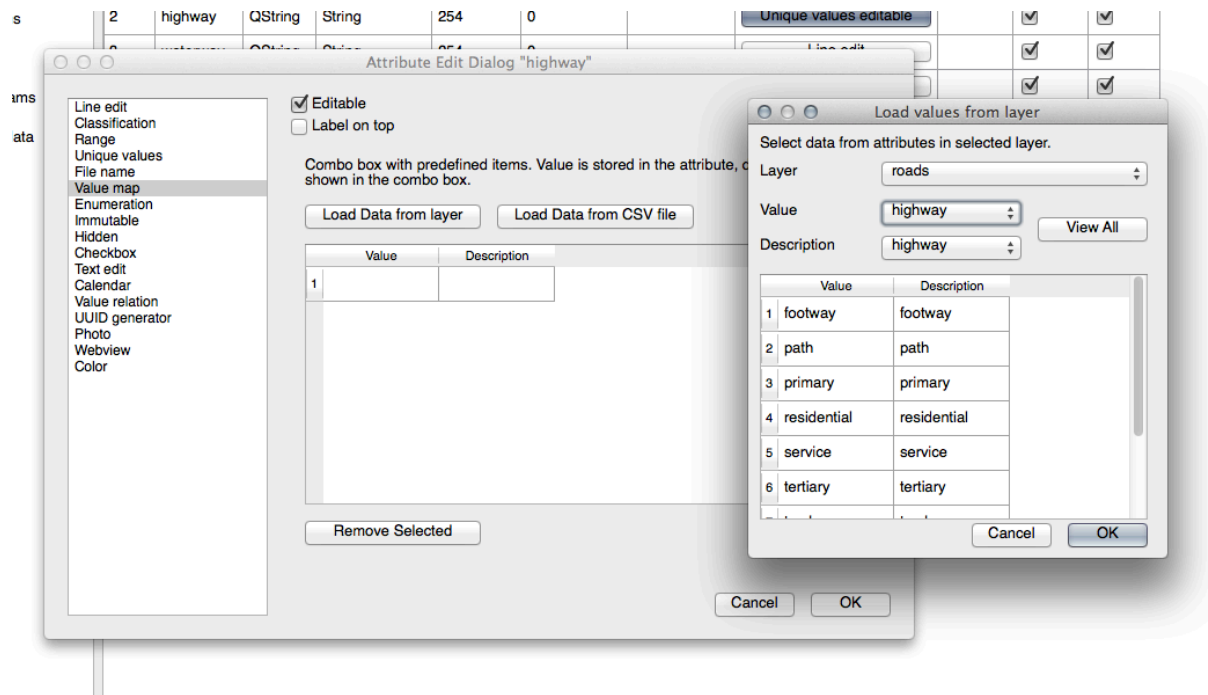 s
2 highway QString String 254 0 Unique values editable
Line edit
ams
ata
Attribute Edit Dialog "highway"
Line edit
Classification
Range
Unique values
File name
Value map
Enumeration
Immutable
Hidden
Checkbox
Text edit
Calendar
Value relation
UUID generator
Photo
Webview
Color
Editable
Label on top
Combo box with predefined items. Value is stored in the attribute, d
shown in the combo box.
Load Data from layer Load Data from CSV file
Value Description
1
Remove Selected
Cancel OK
Load values from layer
Select data from attributes in selected layer.
Layer roads
Value highway
View All
Description highway
Value Description
1 footway footway
2 path path
3 primary primary
4 residential residential
5 service service
6 tertiary tertiary
Cancel OK